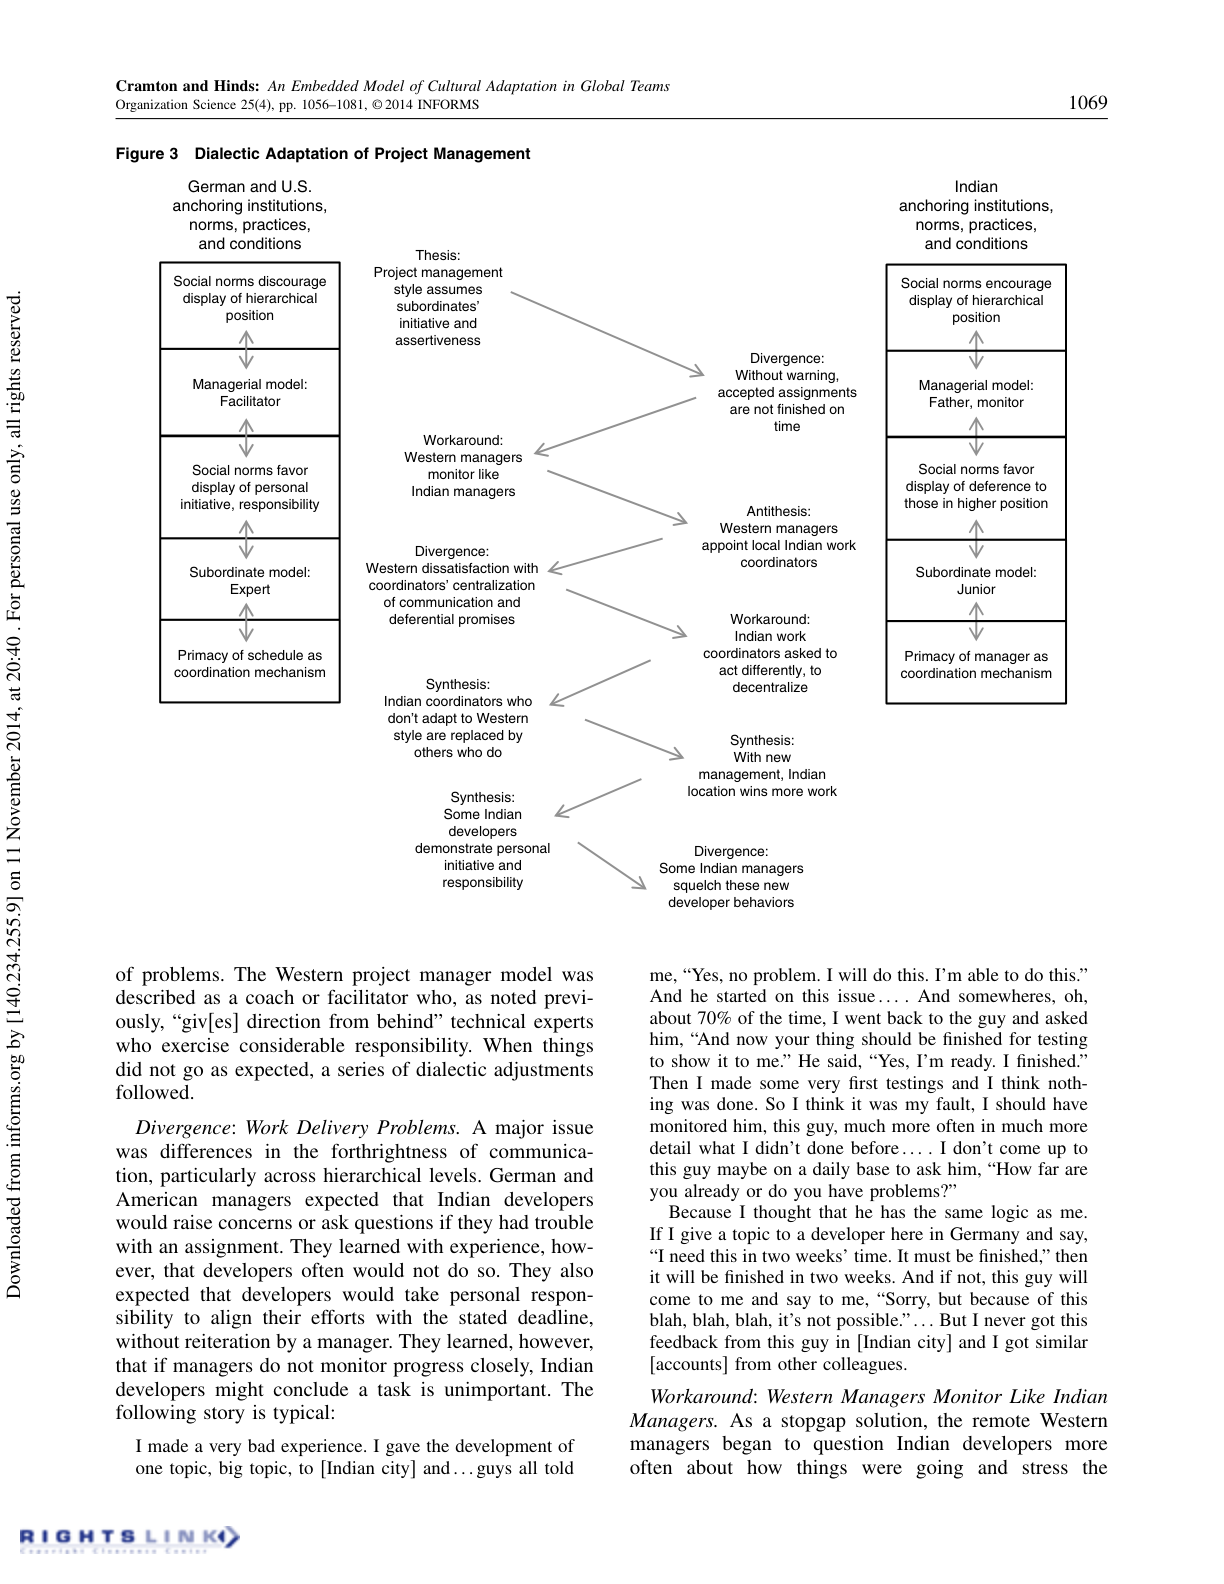 Cramton and Hinds: An Embedded Model of Cultural Adaptation in Global Teams
Organization Science 25(4), pp. 1056–1081, © 2014 INFORMS
1069
Figure 3 Dialectic Adaptation of Project Management
German and U.S.
anchoring institutions,
norms, practices,
and conditions
Social norms discourage
display of hierarchical
position
Managerial model:
Facilitator
Social norms favor
display of personal
initiative, responsibility
Subordinate model:
Expert
Primacy of schedule as
coordination mechanism
Thesis:
Project management
style assumes
subordinates’
initiative and
assertiveness
Divergence:
Without warning,
accepted assignments
are not finished on
time
Workaround:
Western managers
monitor like
Indian managers
Antithesis:
Western managers
appoint local Indian work
coordinators
Divergence:
Western dissatisfaction with
coordinators’ centralization
of communication and
deferential promises
Workaround:
Indian work
coordinators asked to
act differently, to
decentralize
Synthesis:
Indian coordinators who
don’t adapt to Western
style are replaced by
others who do
Synthesis:
With new
management, Indian
location wins more work
Synthesis:
Some Indian
developers
demonstrate personal
initiative and
responsibility
Divergence:
Some Indian managers
squelch these new
developer behaviors
Indian
anchoring institutions,
norms, practices,
and conditions
Social norms encourage
display of hierarchical
position
Managerial model:
Father, monitor
Social norms favor
display of deference to
those in higher position
Subordinate model:
Junior
Primacy of manager as
coordination mechanism
of problems. The Western project manager model was
described as a coach or facilitator who, as noted previ-
ously, “giv[es] direction from behind” technical experts
who exercise considerable responsibility. When things
did not go as expected, a series of dialectic adjustments
followed.
Divergence: Work Delivery Problems. A major issue
was differences in the forthrightness of communica-
tion, particularly across hierarchical levels. German and
American managers expected that Indian developers
would raise concerns or ask questions if they had trouble
with an assignment. They learned with experience, how-
ever, that developers often would not do so. They also
expected that developers would take personal respon-
sibility to align their efforts with the stated deadline,
without reiteration by a manager. They learned, however,
that if managers do not monitor progress closely, Indian
developers might conclude a task is unimportant. The
following story is typical:
I made a very bad experience. I gave the development of
one topic, big topic, to [Indian city] and . . . guys all told
me, “Yes, no problem. I will do this. I’m able to do this.”
And he started on this issue . . . . And somewheres, oh,
about 70% of the time, I went back to the guy and asked
him, “And now your thing should be finished for testing
to show it to me.” He said, “Yes, I’m ready. I finished.”
Then I made some very first testings and I think noth-
ing was done. So I think it was my fault, I should have
monitored him, this guy, much more often in much more
detail what I didn’t done before . . . . I don’t come up to
this guy maybe on a daily base to ask him, “How far are
you already or do you have problems?”
Because I thought that he has the same logic as me.
If I give a topic to a developer here in Germany and say,
“I need this in two weeks’ time. It must be finished,” then
it will be finished in two weeks. And if not, this guy will
come to me and say to me, “Sorry, but because of this
blah, blah, blah, it’s not possible.” . . . But I never got this
feedback from this guy in [Indian city] and I got similar
[accounts] from other colleagues.
Workaround: Western Managers Monitor Like Indian
Managers. As a stopgap solution, the remote Western
managers began to question Indian developers more
often about how things were going and stress the
Downloaded from informs.org by [140.234.255.9] on 11 November 2014, at 20:40 . For personal use only, all rights reserved.
RIGHTSLINK
Copyright Clearance Center